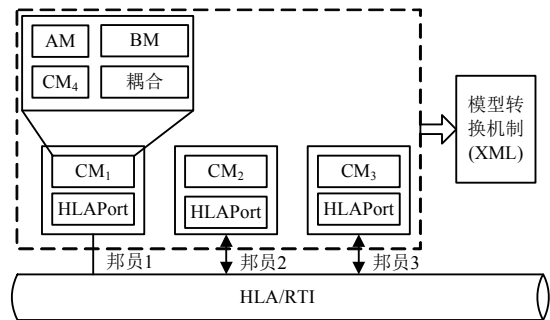 AM BM
CM₄ 耦合
模型转
换机制
(XML)
CM₁ CM₂ CM₃
HLAPort HLAPort HLAPort
邦员1 邦员2 邦员3
HLA/RTI